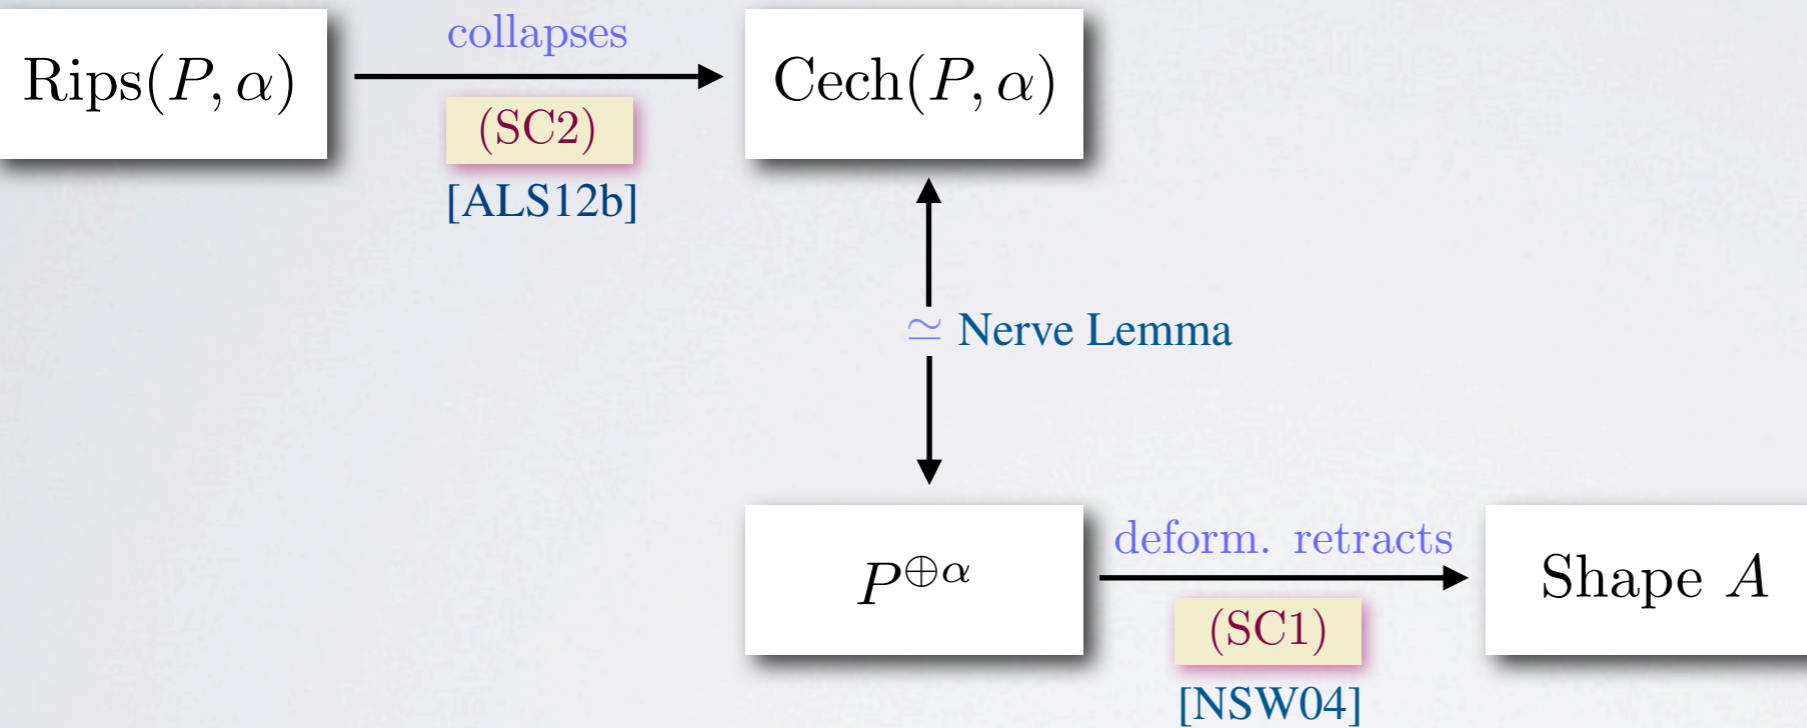 Rips(P, α)
collapses
(SC2)
[ALS12b]
Cech(P, α)
≃ Nerve Lemma
P^{⊕α}
deform. retracts
(SC1)
[NSW04]
Shape A